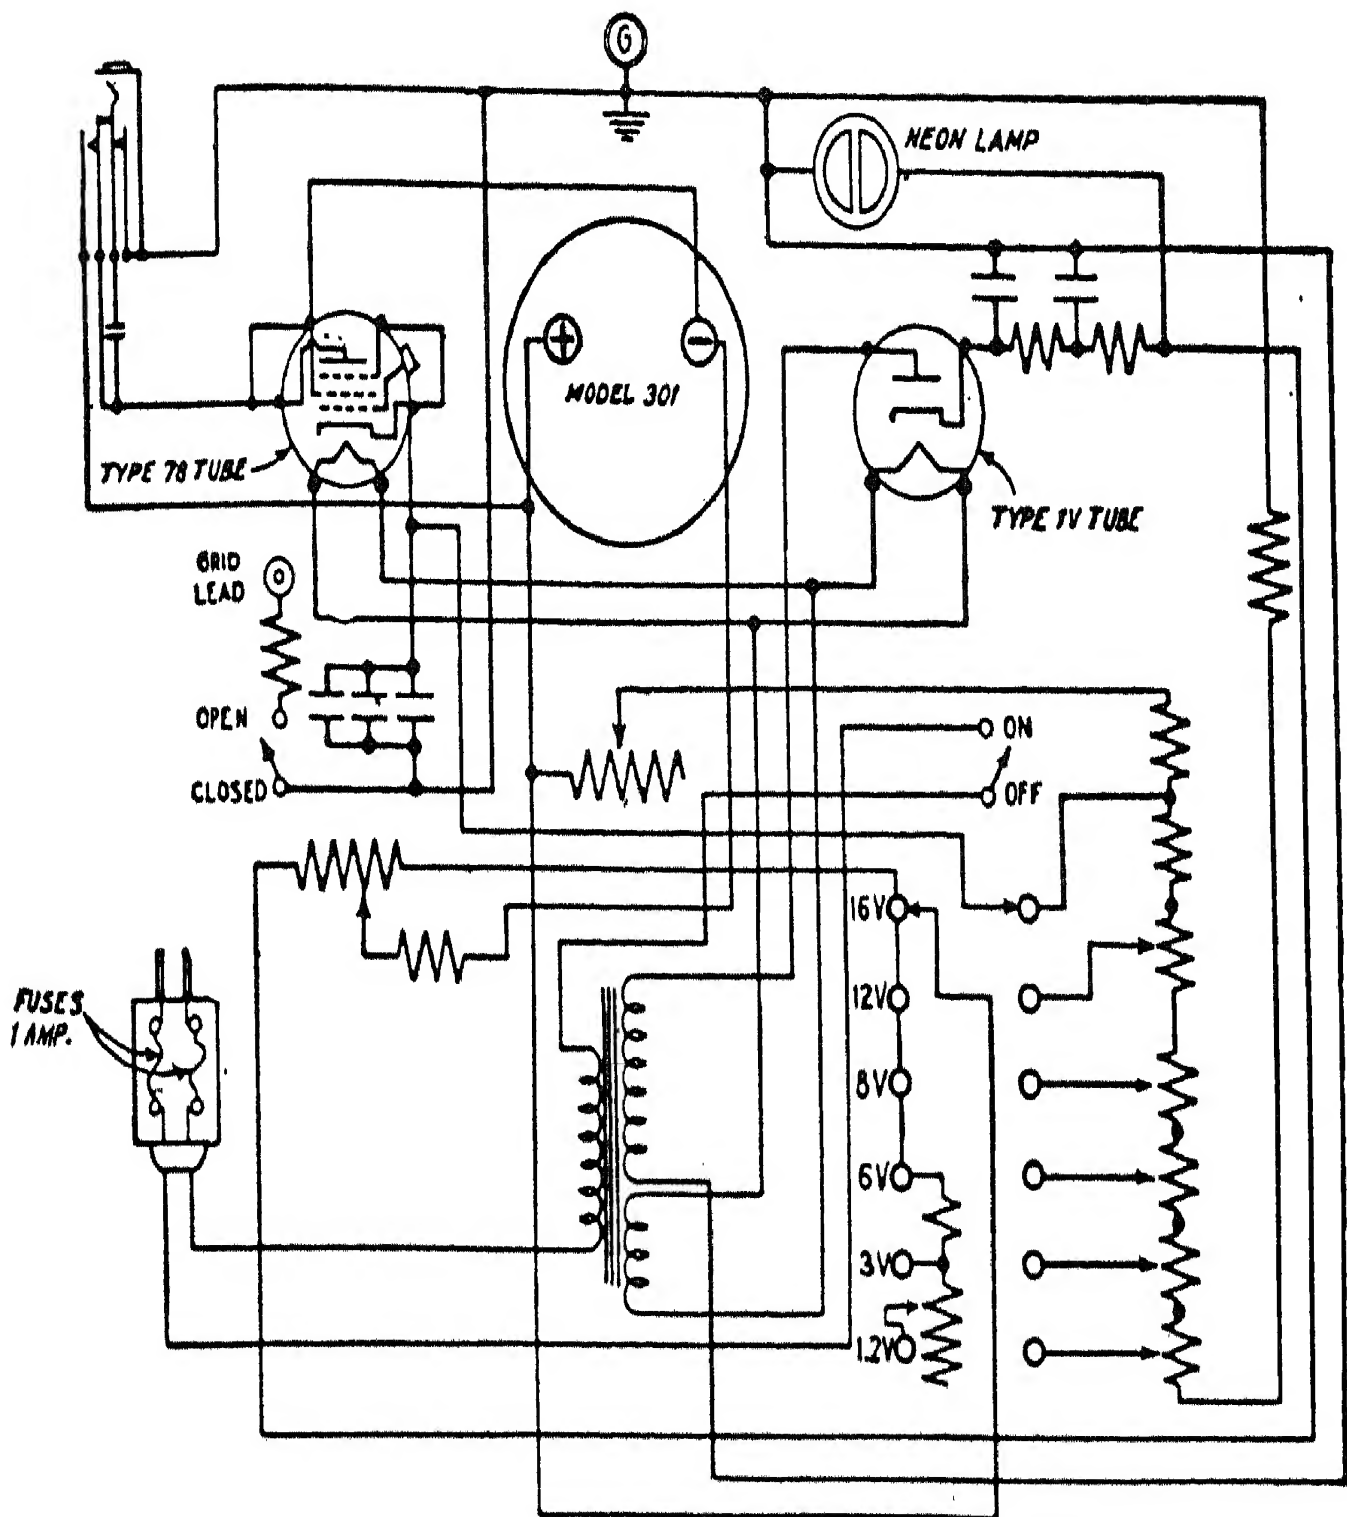 G
NEON LAMP
+
-
MODEL 301
TYPE 78 TUBE
TYPE 1V TUBE
GRID
LEAD
OPEN
CLOSED
ON
OFF
16V
12V
8V
6V
3V
1.2V
FUSES
1 AMP.